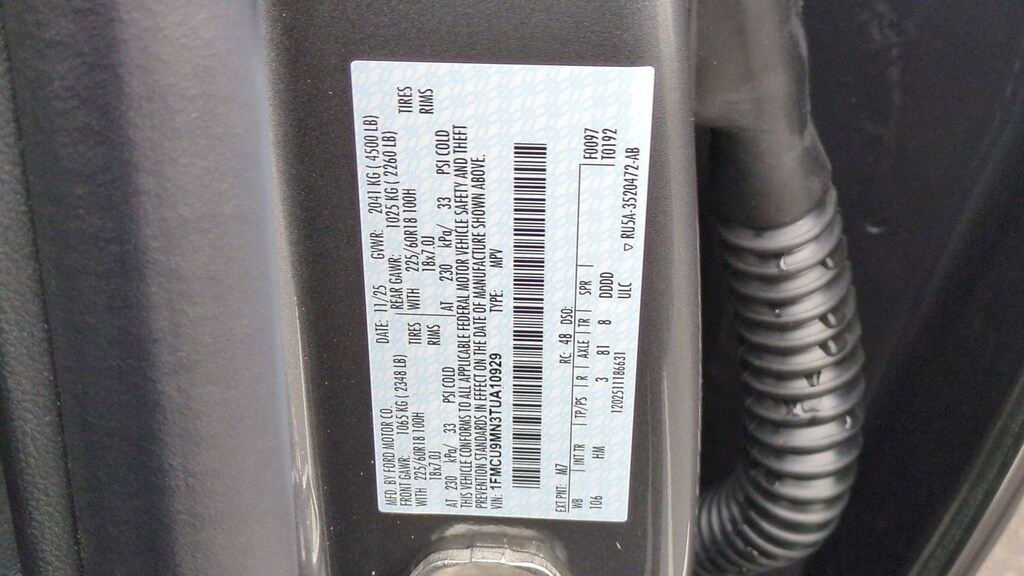 MFD. BY FORD MOTOR CO. DATE: 11/25 GVWR: 2041 KG ( 4500 LB)
FRONT GAWR: 1065 KG ( 2348 LB) REAR GAWR: 1025 KG ( 2260 LB)
WITH 225/60R18 100H TIRES WITH 225/60R18 100H TIRES
18x7.0J RIMS 18x7.0J RIMS
AT 230 kPa/ 33 PSI COLD AT 230 kPa/ 33 PSI COLD
THIS VEHICLE CONFORMS TO ALL APPLICABLE FEDERAL MOTOR VEHICLE SAFETY AND THEFT
PREVENTION STANDARDS IN EFFECT ON THE DATE OF MANUFACTURE SHOWN ABOVE.
VIN: 1FMCU9MN3TUA10929 TYPE: MPV
EXT PNT: M7 RC: 48 DSO: F0097
WB INT TR TP/PS R AXLE TR SPR T0192
106 HM 3 81 8 DDDD
120251118663 ULC
▽ RU5A-3520472-AB